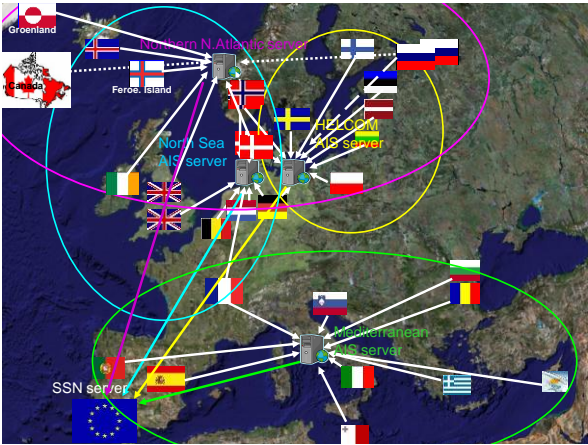 Groenland
Northern N.Atlantic server
Canada
Feroe. Island
HELCOM
AIS server
North Sea
AIS server
Mediterranean
AIS server
SSN server